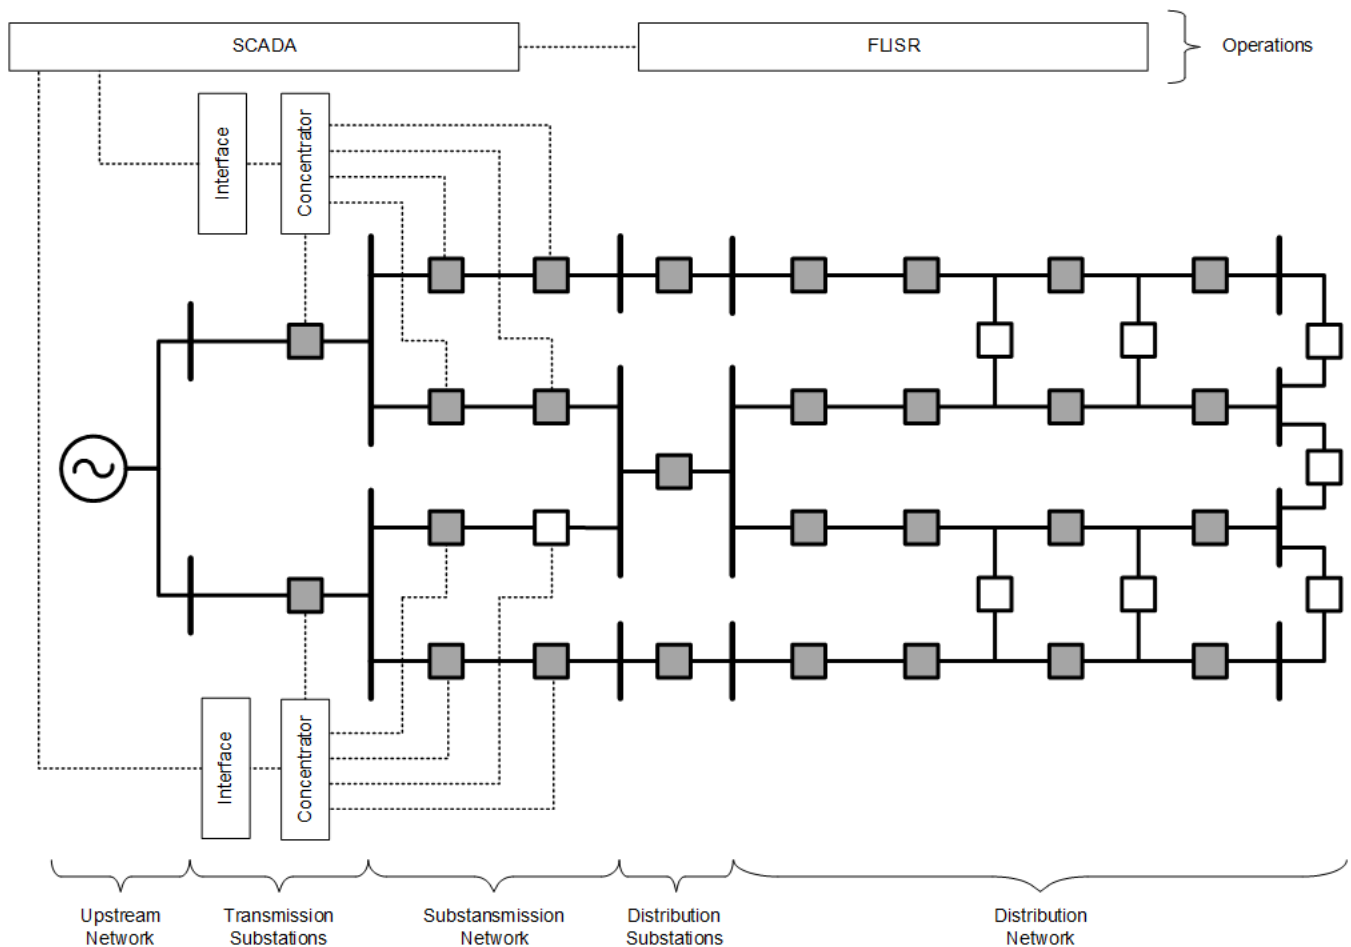 SCADA
FLISR
Operations
Interface
Concentrator
Interface
Concentrator
Upstream
Network
Transmission
Substations
Substansmission
Network
Distribution
Substations
Distribution
Network